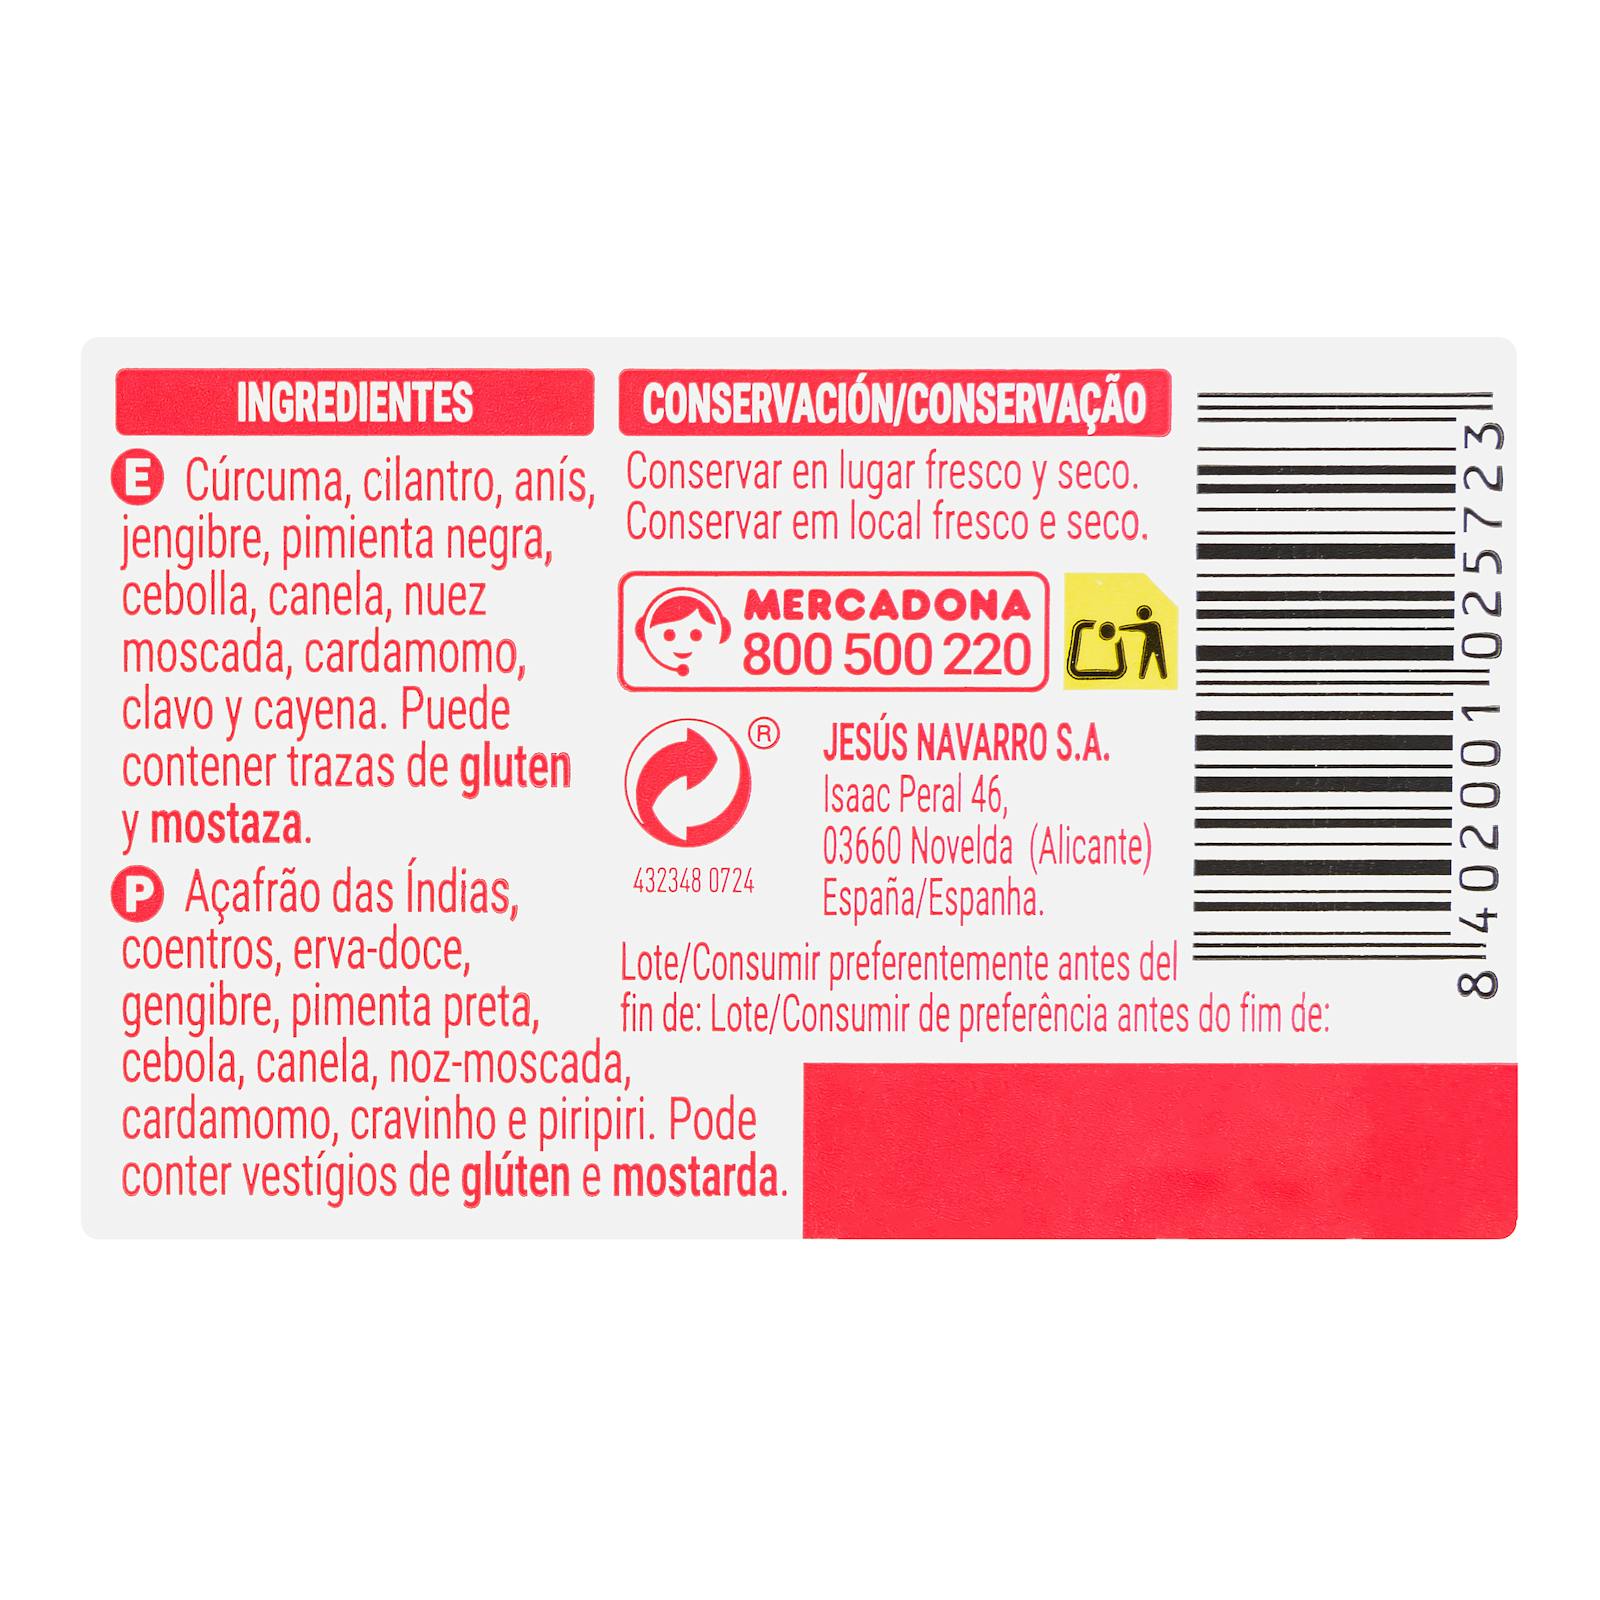 INGREDIENTES
E Cúrcuma, cilantro, anís,
jengibre, pimienta negra,
cebolla, canela, nuez
moscada, cardamomo,
clavo y cayena. Puede
contener trazas de gluten
y mostaza.
P Açafrão das Índias,
coentros, erva-doce,
gengibre, pimenta preta,
cebola, canela, noz-moscada,
cardamomo, cravinho e piripiri. Pode
conter vestígios de glúten e mostarda.
CONSERVACIÓN/CONSERVAÇÃO
Conservar en lugar fresco y seco.
Conservar em local fresco e seco.
MERCADONA
800 500 220
®
432348 0724
JESÚS NAVARRO S.A.
Isaac Peral 46,
03660 Novelda (Alicante)
España/Espanha.
Lote/Consumir preferentemente antes del
fin de: Lote/Consumir de preferência antes do fim de:
8 402001 025723